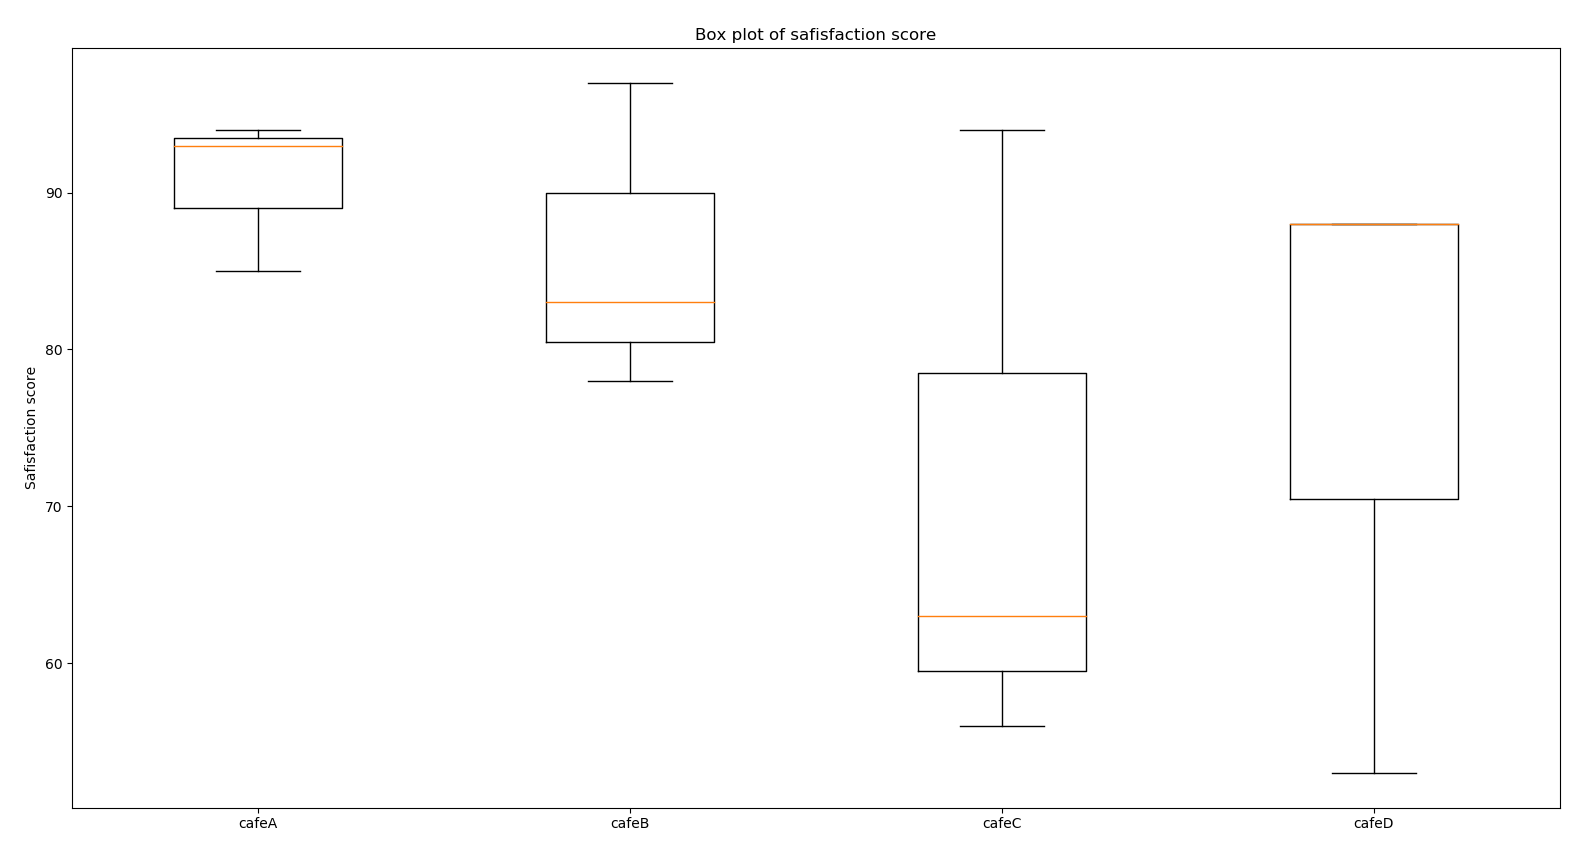 Box plot of safisfaction score
Safisfaction score
90
80
70
60
cafeA
cafeB
cafeC
cafeD